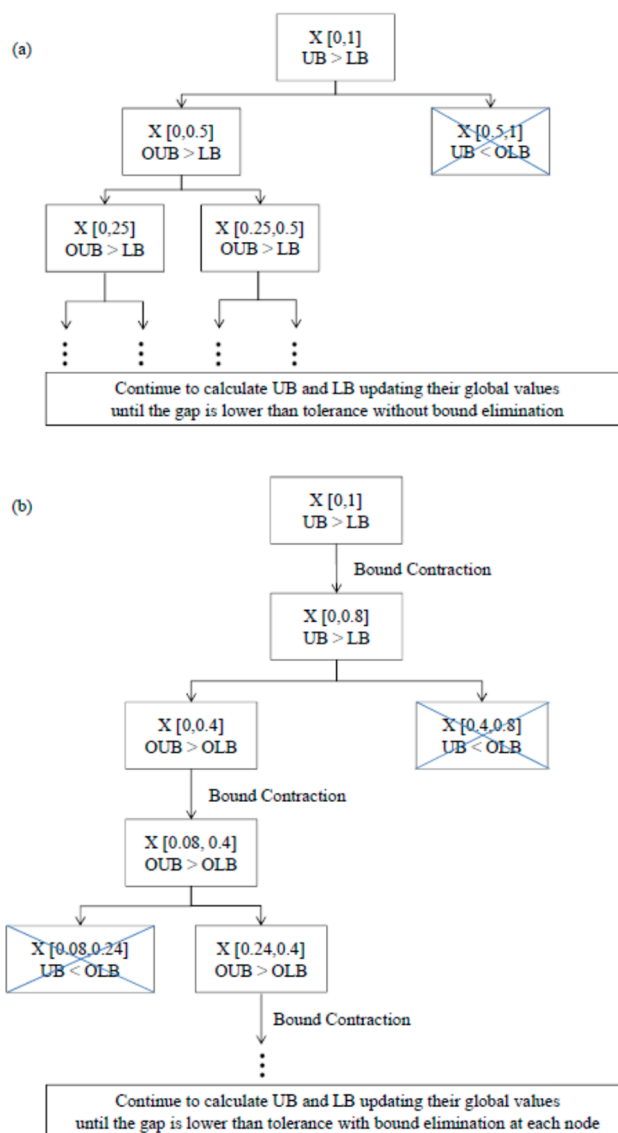 (a)
X [0,1]
UB > LB
X [0,0.5]
OUB > LB
X [0.5,1]
UB < OLB
X [0,25]
OUB > LB
X [0.25,0.5]
OUB > LB
Continue to calculate UB and LB updating their global values
until the gap is lower than tolerance without bound elimination
(b)
X [0,1]
UB > LB
Bound Contraction
X [0,0.8]
UB > LB
X [0,0.4]
OUB > OLB
X [0.4,0.8]
UB < OLB
Bound Contraction
X [0.08, 0.4]
OUB > OLB
X [0.08,0.24]
UB < OLB
X [0.24,0.4]
OUB > OLB
Bound Contraction
Continue to calculate UB and LB updating their global values
until the gap is lower than tolerance with bound elimination at each node